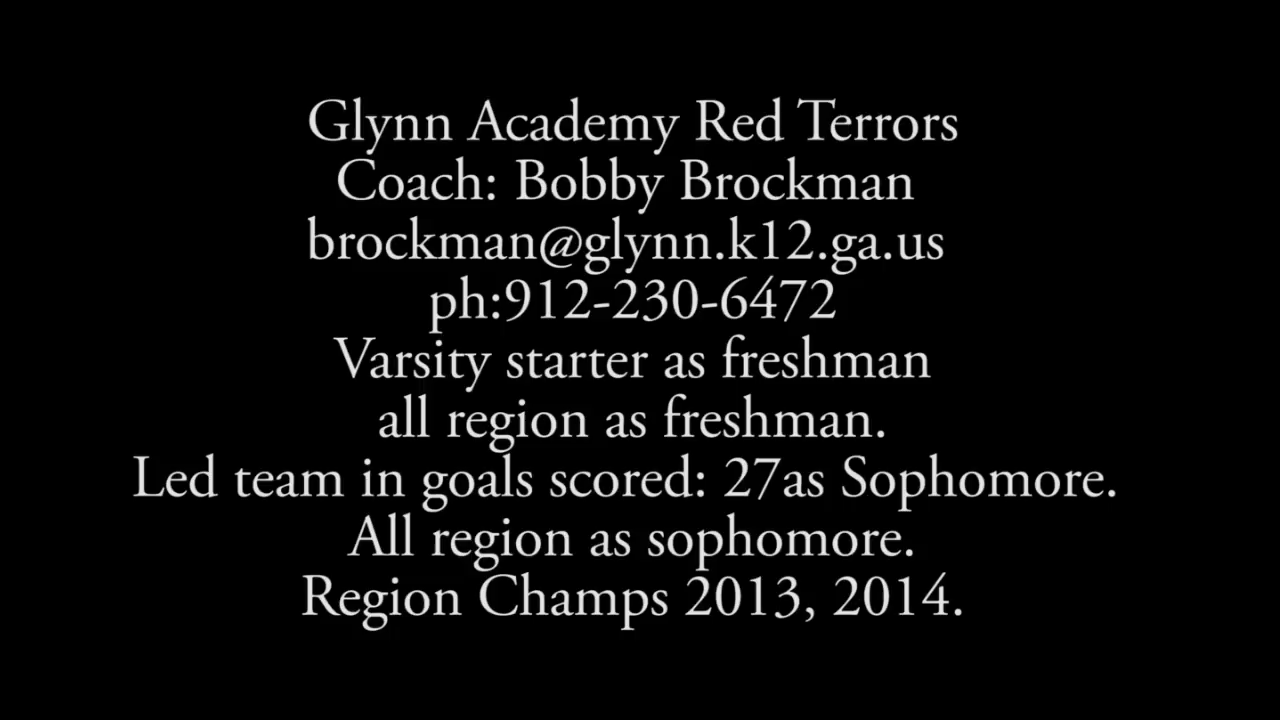 Glynn Academy Red Terrors
Coach: Bobby Brockman
brockman@glynn.k12.ga.us
ph:912-230-6472
Varsity starter as freshman
all region as freshman.
Led team in goals scored: 27as Sophomore.
All region as sophomore.
Region Champs 2013, 2014.